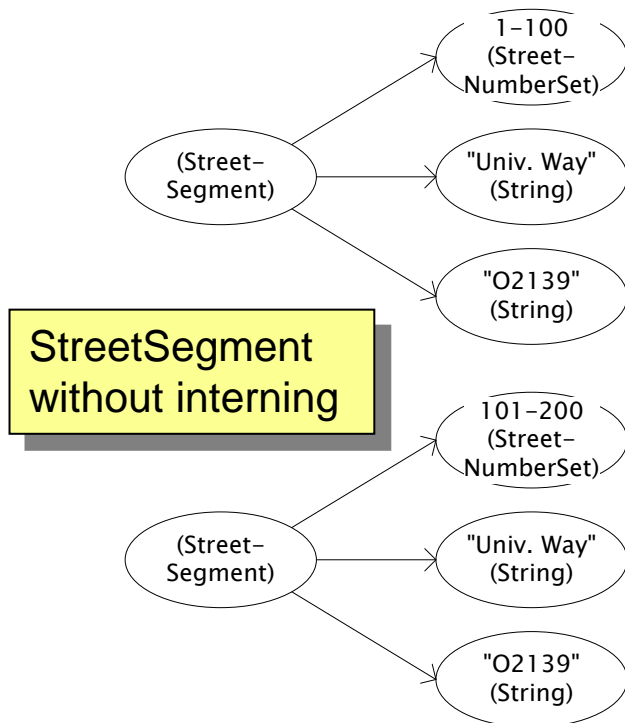 1-100
(Street-
NumberSet)
(Street-
Segment)
"Univ. Way"
(String)
"O2139"
(String)
StreetSegment
without interning
101-200
(Street-
NumberSet)
(Street-
Segment)
"Univ. Way"
(String)
"O2139"
(String)